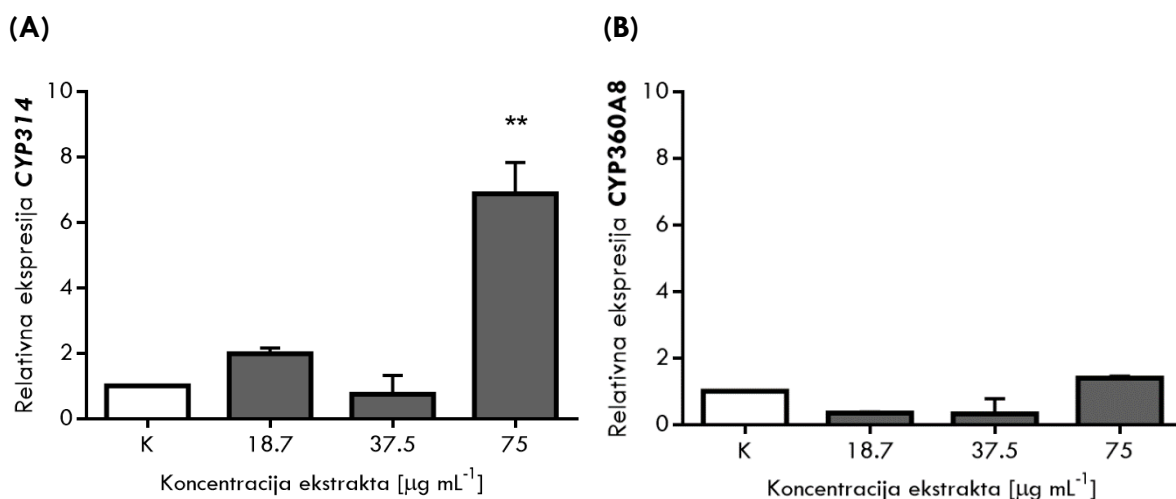 (A)
Relativna ekspresija CYP314
10
8
6
4
2
0
**
K 18.7 37.5 75
Koncentracija ekstrakta [µg mL⁻¹]
(B)
Relativna ekspresija CYP360A8
10
8
6
4
2
0
K 18.7 37.5 75
Koncentracija ekstrakta [µg mL⁻¹]